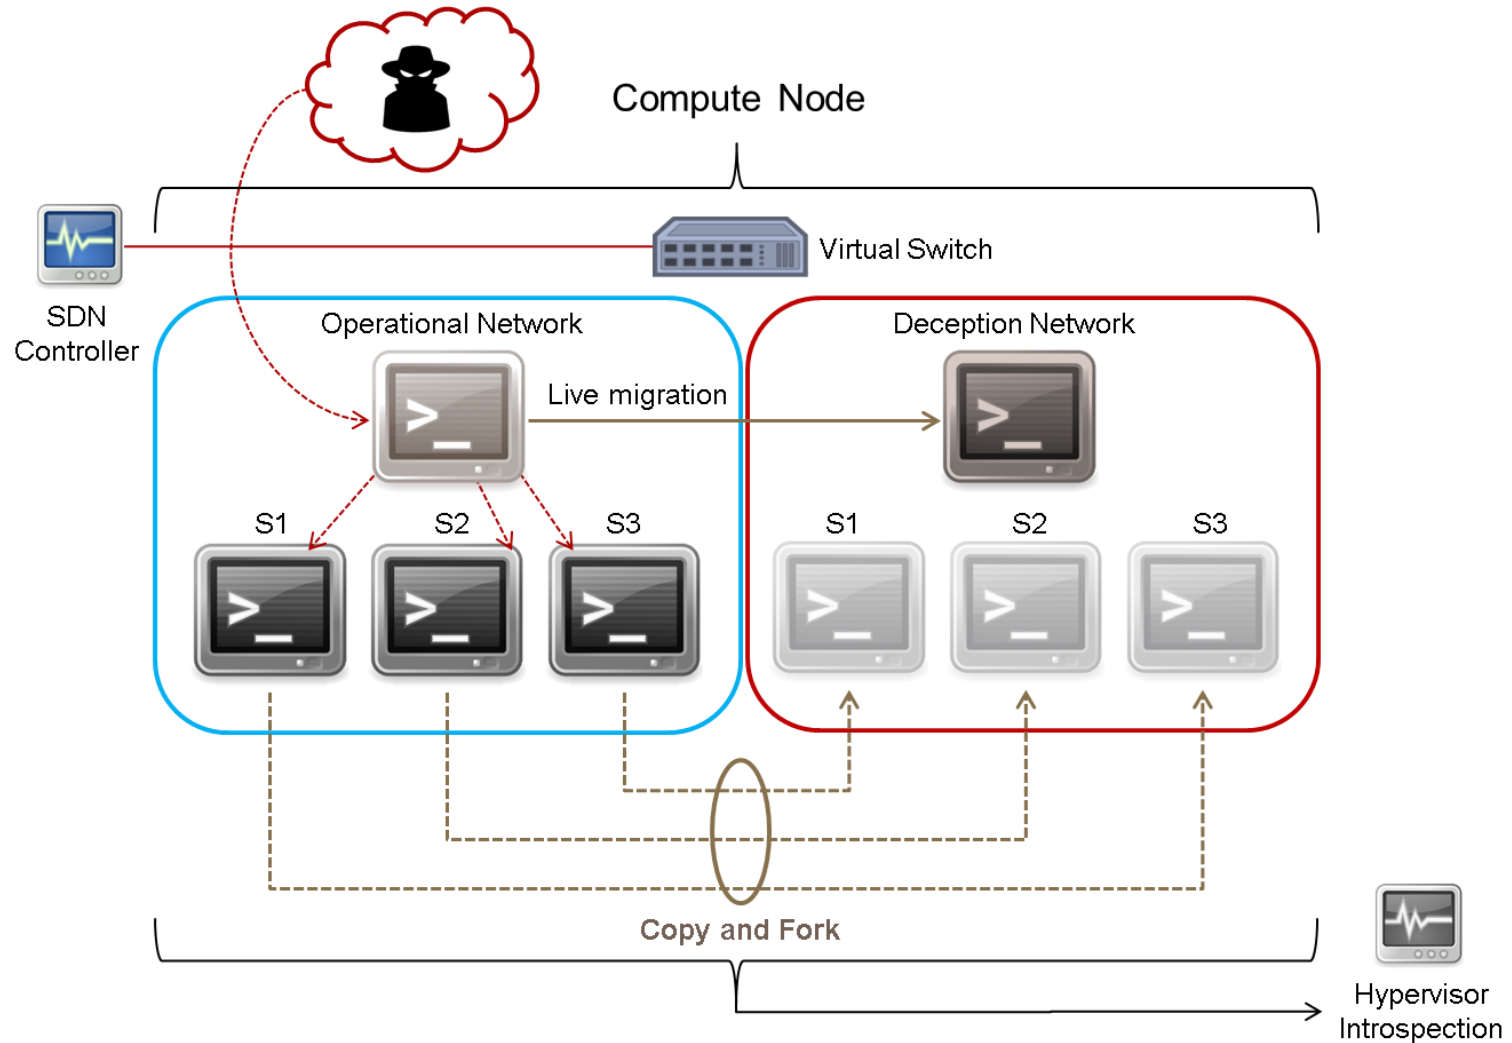 Compute Node
Virtual Switch
SDN
Controller
Operational Network
Deception Network
Live migration
S1
S2
S3
S1
S2
S3
Copy and Fork
Hypervisor
Introspection